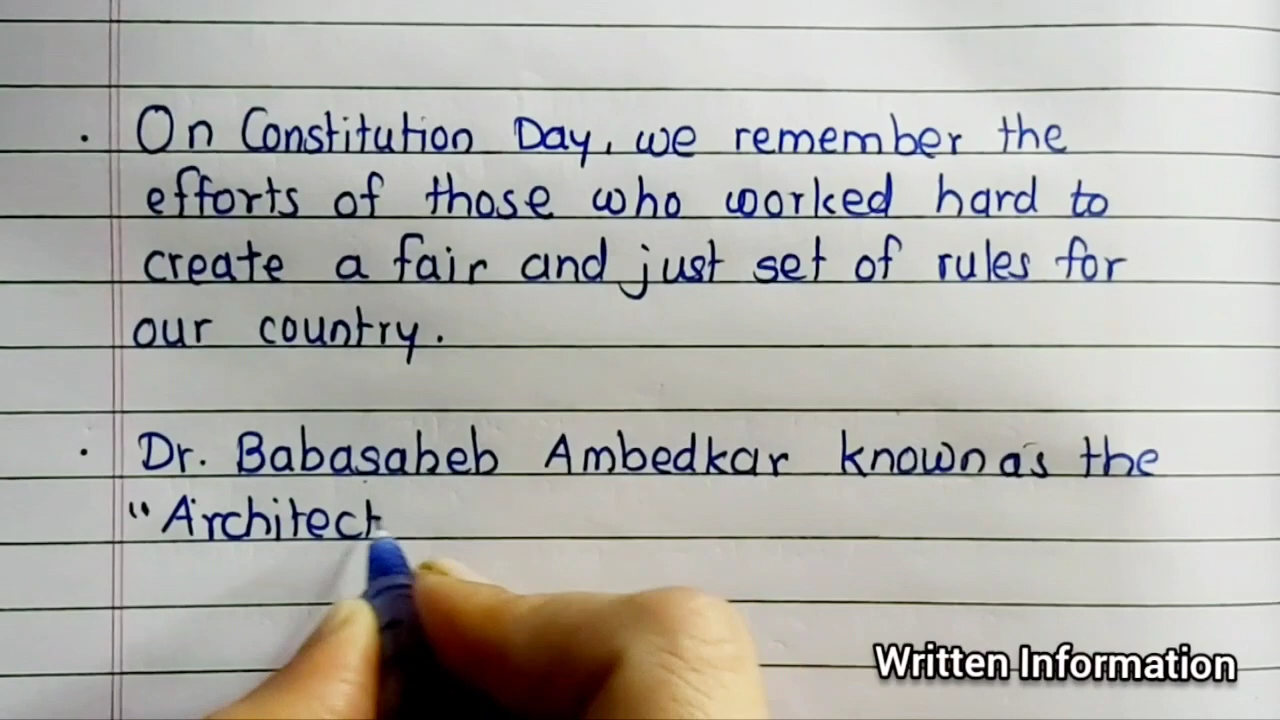 · On Constitution Day, we remember the
efforts of those who worked hard to
create a fair and just set of rules for
our country.
· Dr. Babasaheb Ambedkar known as the
"Architect
Written Information